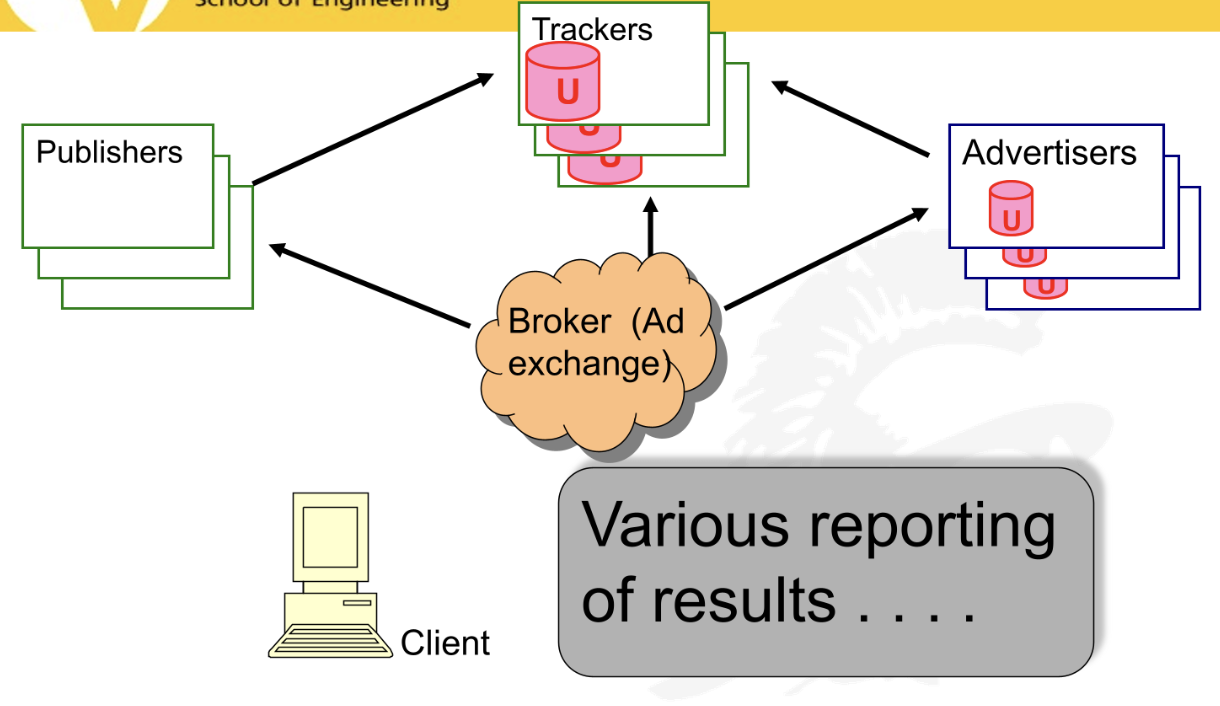 School of Engineering
Trackers
U
U
U
Publishers
Advertisers
U
U
U
Broker (Ad
exchange)
Various reporting
of results . . . .
Client